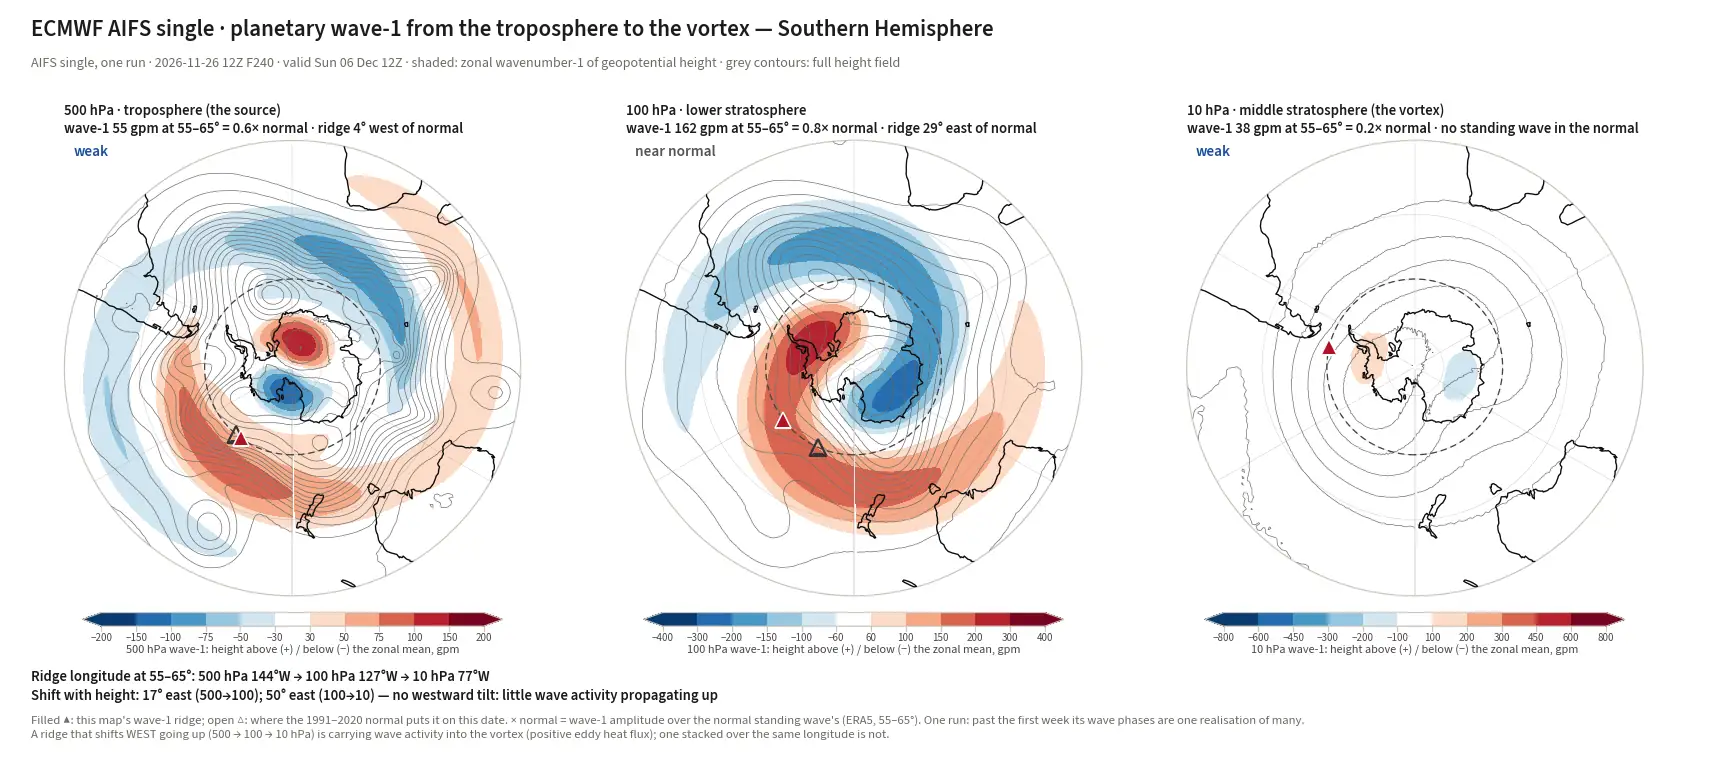 ECMWF AIFS single · planetary wave-1 from the troposphere to the vortex — Southern Hemisphere
AIFS single, one run · 2026-11-26 12Z F240 · valid Sun 06 Dec 12Z · shaded: zonal wavenumber-1 of geopotential height · grey contours: full height field
500 hPa · troposphere (the source)
wave-1 55 gpm at 55–65° = 0.6× normal · ridge 4° west of normal
weak
100 hPa · lower stratosphere
wave-1 162 gpm at 55–65° = 0.8× normal · ridge 29° east of normal
near normal
10 hPa · middle stratosphere (the vortex)
wave-1 38 gpm at 55–65° = 0.2× normal · no standing wave in the normal
weak
−200 −150 −100 −75 −50 −30 30 50 75 100 150 200
500 hPa wave-1: height above (+) / below (−) the zonal mean, gpm
−400 −300 −200 −150 −100 −60 60 100 150 200 300 400
100 hPa wave-1: height above (+) / below (−) the zonal mean, gpm
−800 −600 −450 −300 −200 −100 100 200 300 450 600 800
10 hPa wave-1: height above (+) / below (−) the zonal mean, gpm
Ridge longitude at 55–65°: 500 hPa 144°W → 100 hPa 127°W → 10 hPa 77°W
Shift with height: 17° east (500→100); 50° east (100→10) — no westward tilt: little wave activity propagating up
Filled ▲: this map's wave-1 ridge; open △: where the 1991–2020 normal puts it on this date. × normal = wave-1 amplitude over the normal standing wave's (ERA5, 55–65°). One run: past the first week its wave phases are one realisation of many.
A ridge that shifts WEST going up (500 → 100 → 10 hPa) is carrying wave activity into the vortex (positive eddy heat flux); one stacked over the same longitude is not.